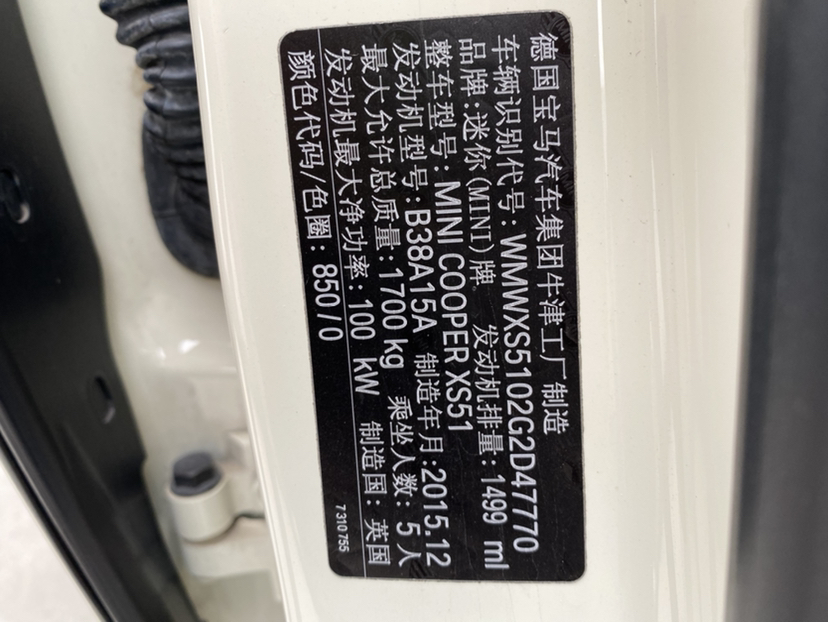 德国宝马汽车集团牛津工厂制造
车辆识别代号:WMWXS5102G2D47770
品牌:迷你(MINI)牌。 发动机排量:1499 ml
整车型号:MINI COOPER XS51
发动机型号:B38A15A 制造年月:2015.12
最大允许总质量:1700 kg 乘坐人数:5人
发动机最大净功率:100 kW 制造国:英国
颜色代码/色圈:850/0
7 310 755